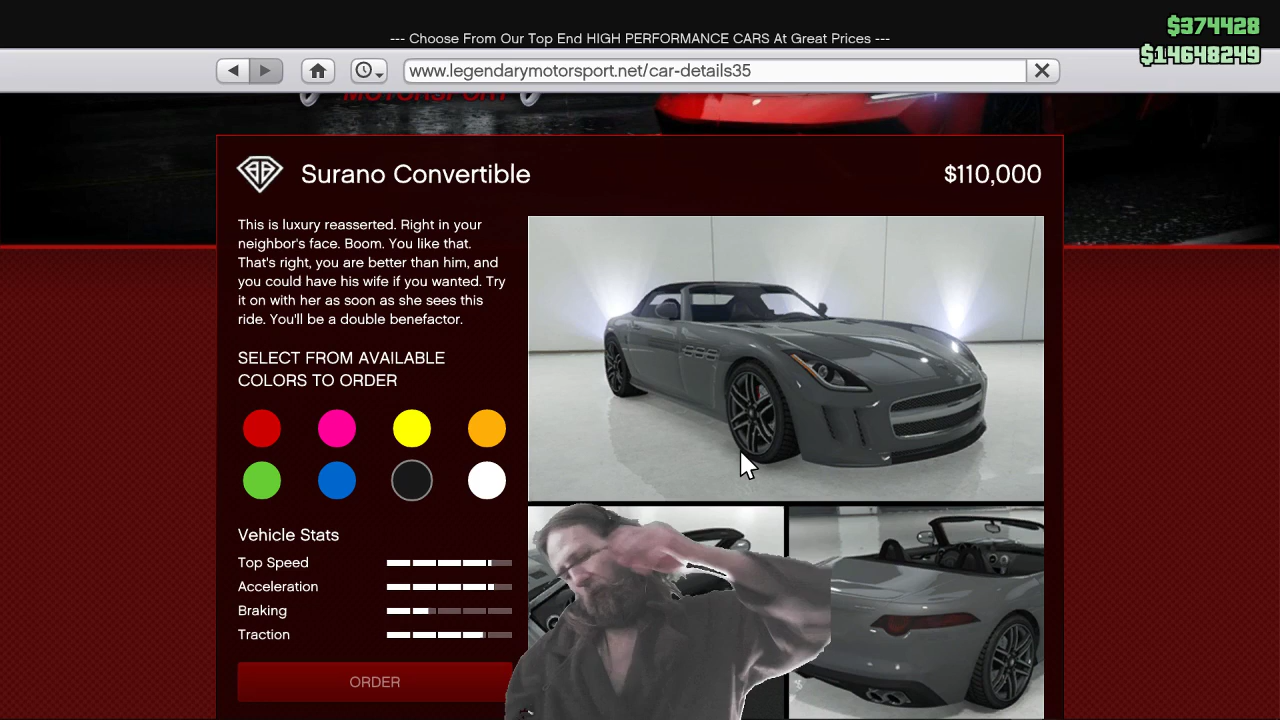 $374428
--- Choose From Our Top End HIGH PERFORMANCE CARS At Great Prices ---
$14648249
www.legendarymotorsport.net/car-details35
MOTORSPORT
Surano Convertible
$110,000
This is luxury reasserted. Right in your
neighbor's face. Boom. You like that.
That's right, you are better than him, and
you could have his wife if you wanted. Try
it on with her as soon as she sees this
ride. You'll be a double benefactor.
SELECT FROM AVAILABLE
COLORS TO ORDER
Vehicle Stats
Top Speed
Acceleration
Braking
Traction
ORDER